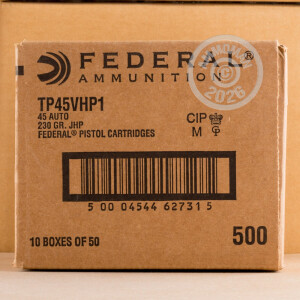 FEDERAL
AMMUNITION
TP45VHP1
45 AUTO
230 GR. JHP
FEDERAL® PISTOL CARTRIDGES
CIP
M
5 00 04544 62731 5
10 BOXES OF 50
500
2026